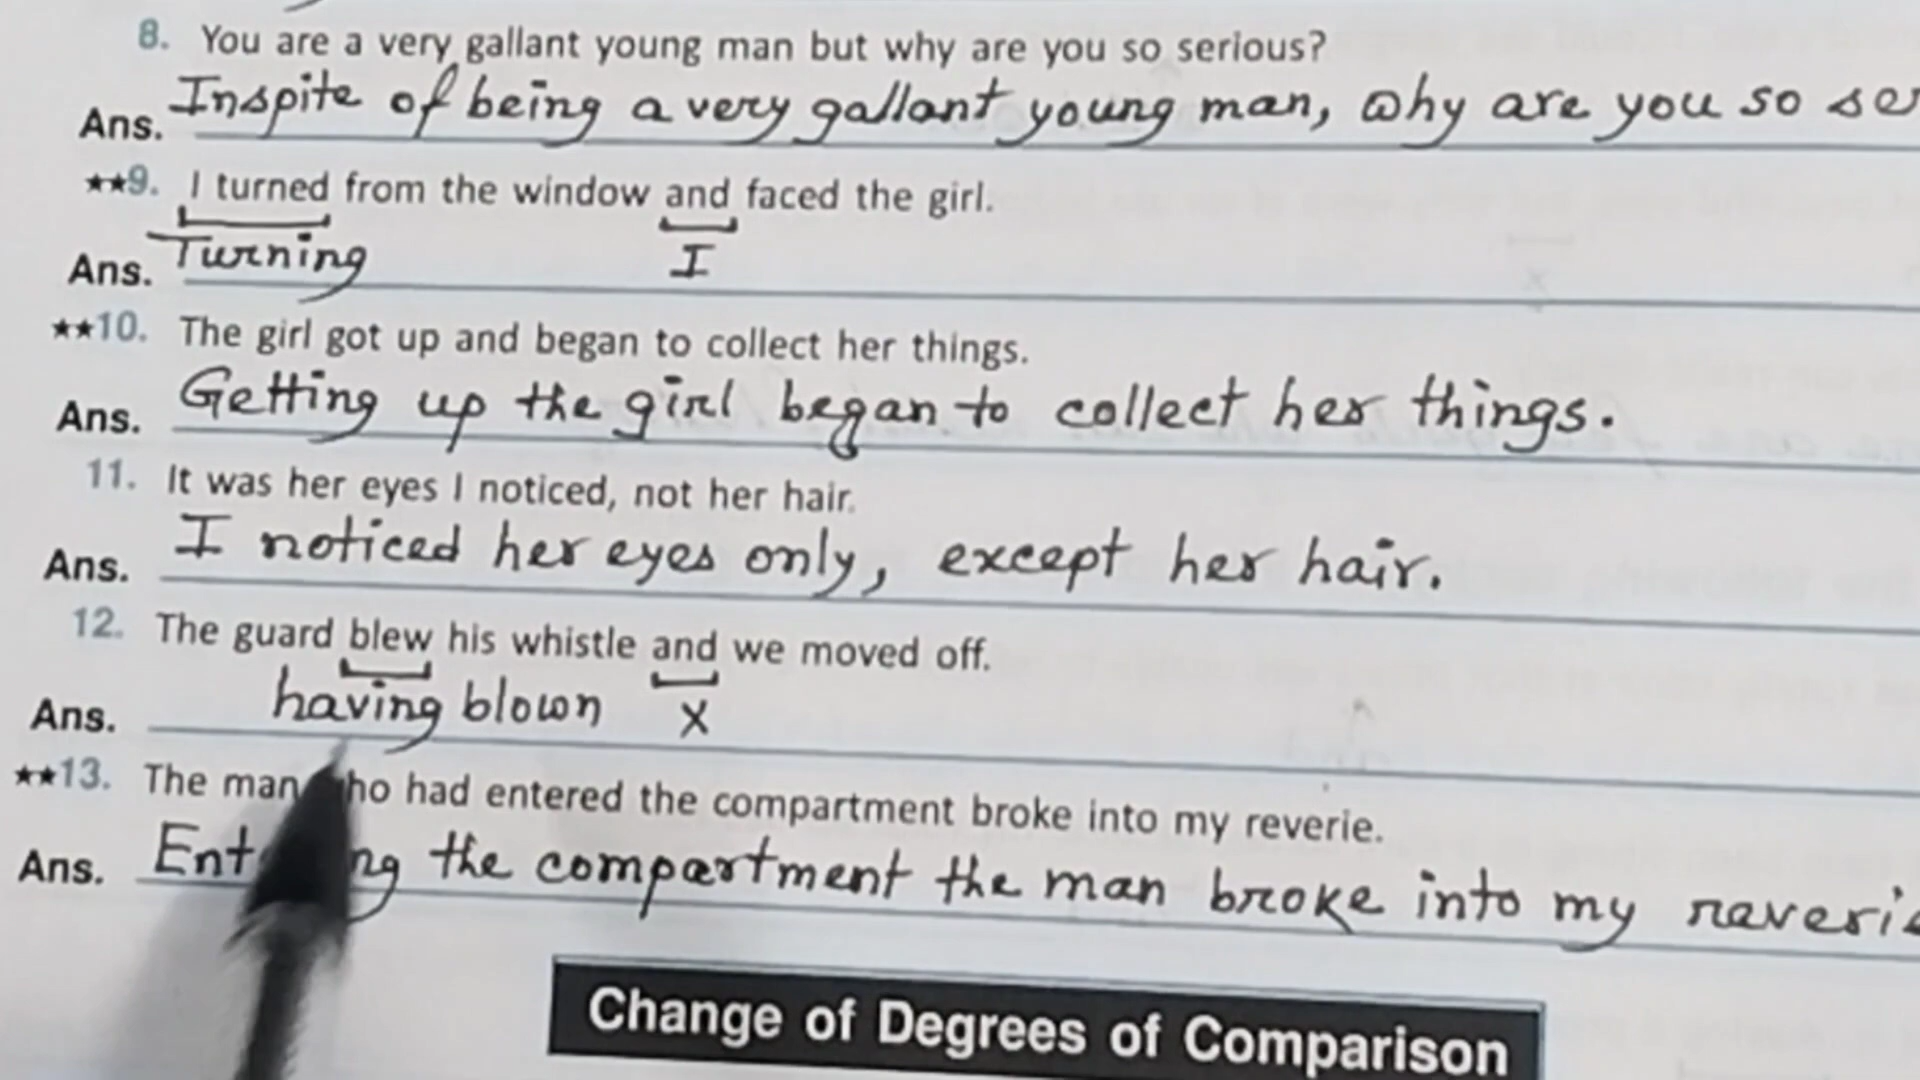 8. You are a very gallant young man but why are you so serious?
Ans. Inspite of being a very gallant young man, why are you so ser
★★9. I turned from the window and faced the girl.
Ans. Turning I
★★10. The girl got up and began to collect her things.
Ans. Getting up the girl began to collect her things.
11. It was her eyes I noticed, not her hair.
Ans. I noticed her eyes only, except her hair.
12. The guard blew his whistle and we moved off.
Ans. having blown x
★★13. The man who had entered the compartment broke into my reverie.
Ans. Entering the compartment the man broke into my raverie
Change of Degrees of Comparison